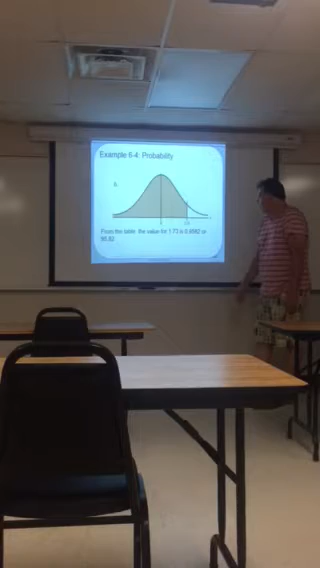 Example 6-4: Probability
b.
From the table the value for 1.73 is 0.9582 or
95.82